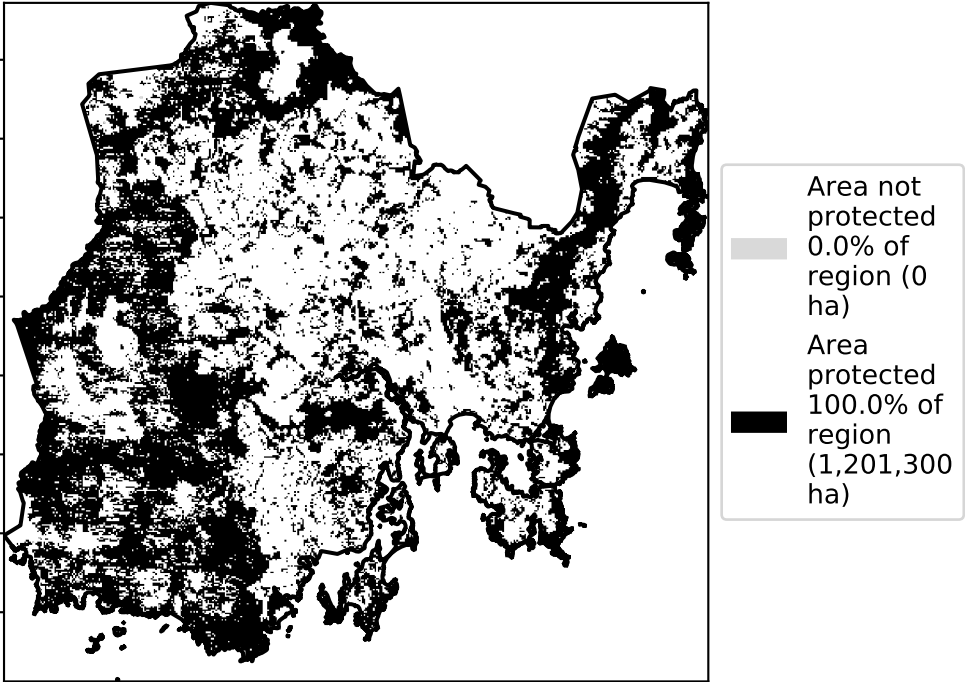 Area not
protected
0.0% of
region (0
ha)
Area
protected
100.0% of
region
(1,201,300
ha)